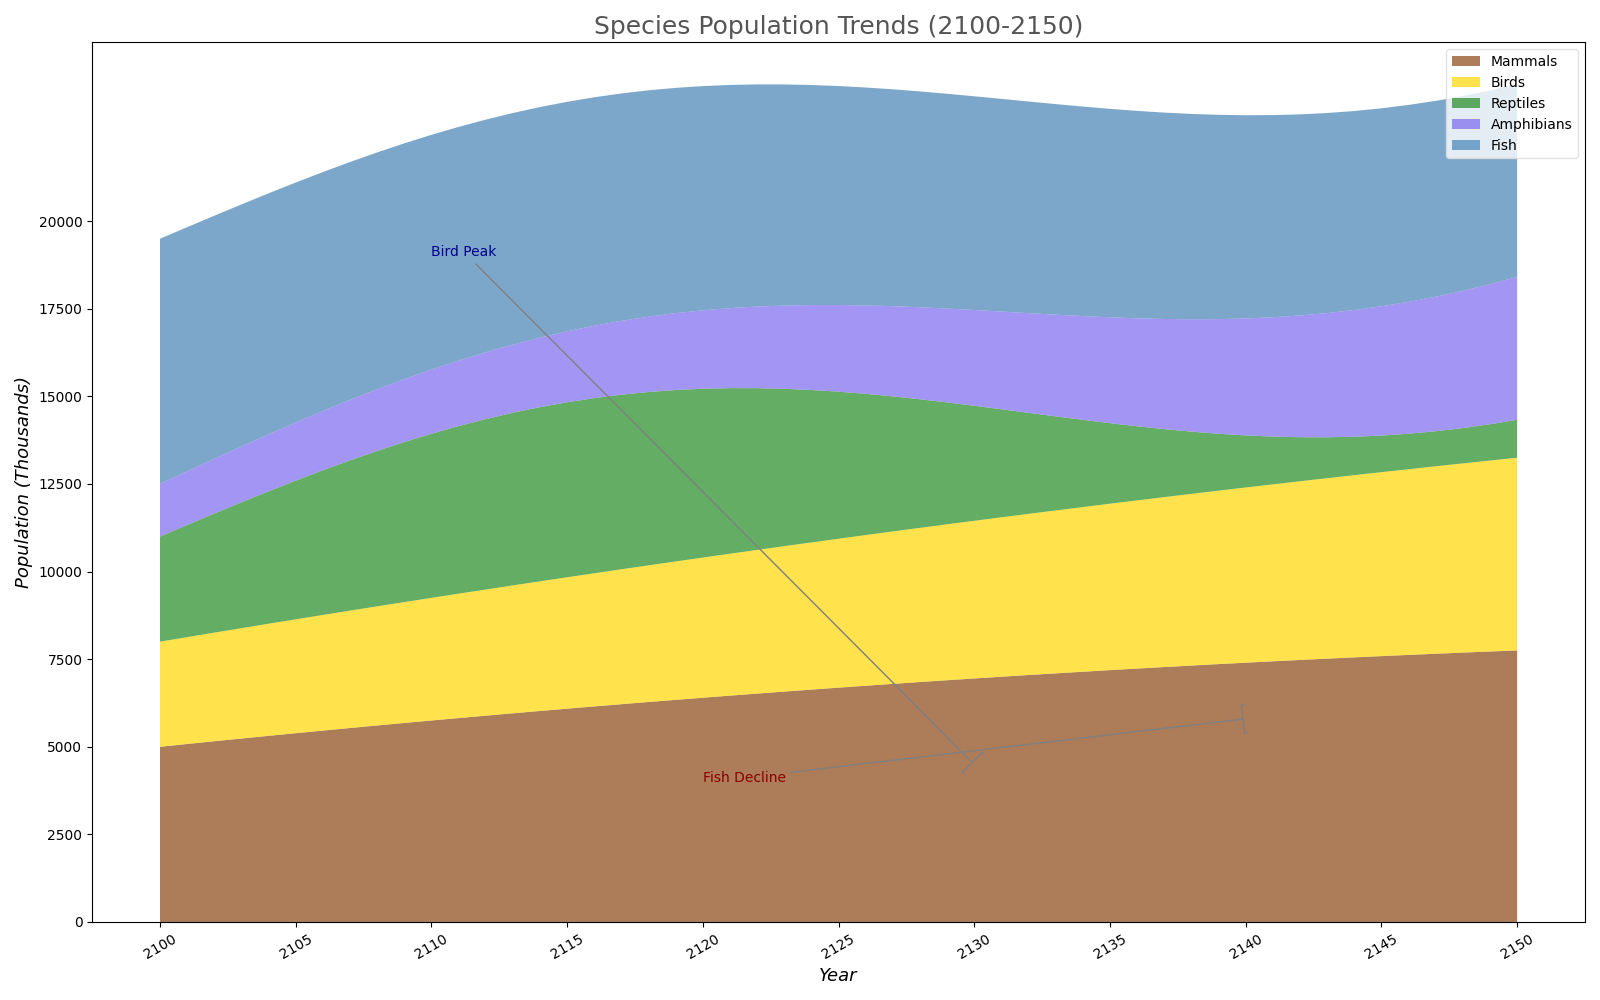 Species Population Trends (2100-2150)
Mammals
Birds
Reptiles
Amphibians
Fish
Population (Thousands)
20000
17500
15000
12500
10000
7500
5000
2500
0
Bird Peak
Fish Decline
2100 2105 2110 2115 2120 2125 2130 2135 2140 2145 2150
Year